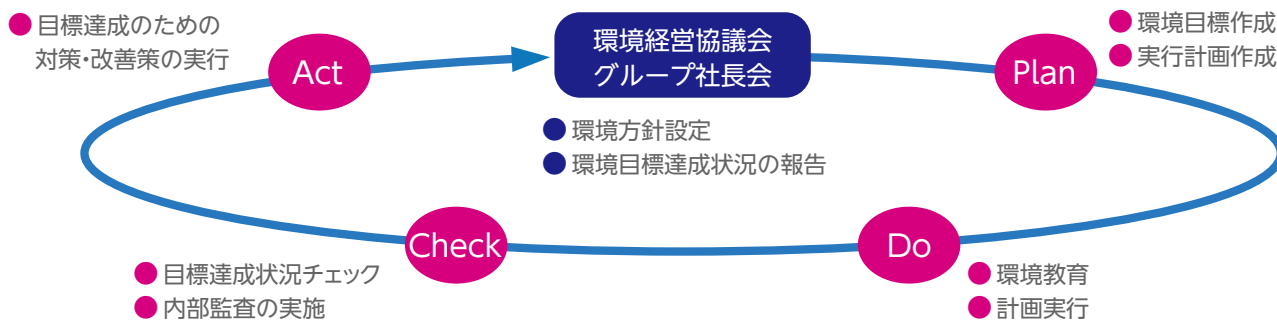 ● 目標達成のための
対策・改善策の実行
Act
環境経営協議会
グループ社長会
● 環境方針設定
● 環境目標達成状況の報告
Plan
● 環境目標作成
● 実行計画作成
Check
● 目標達成状況チェック
● 内部監査の実施
Do
● 環境教育
● 計画実行